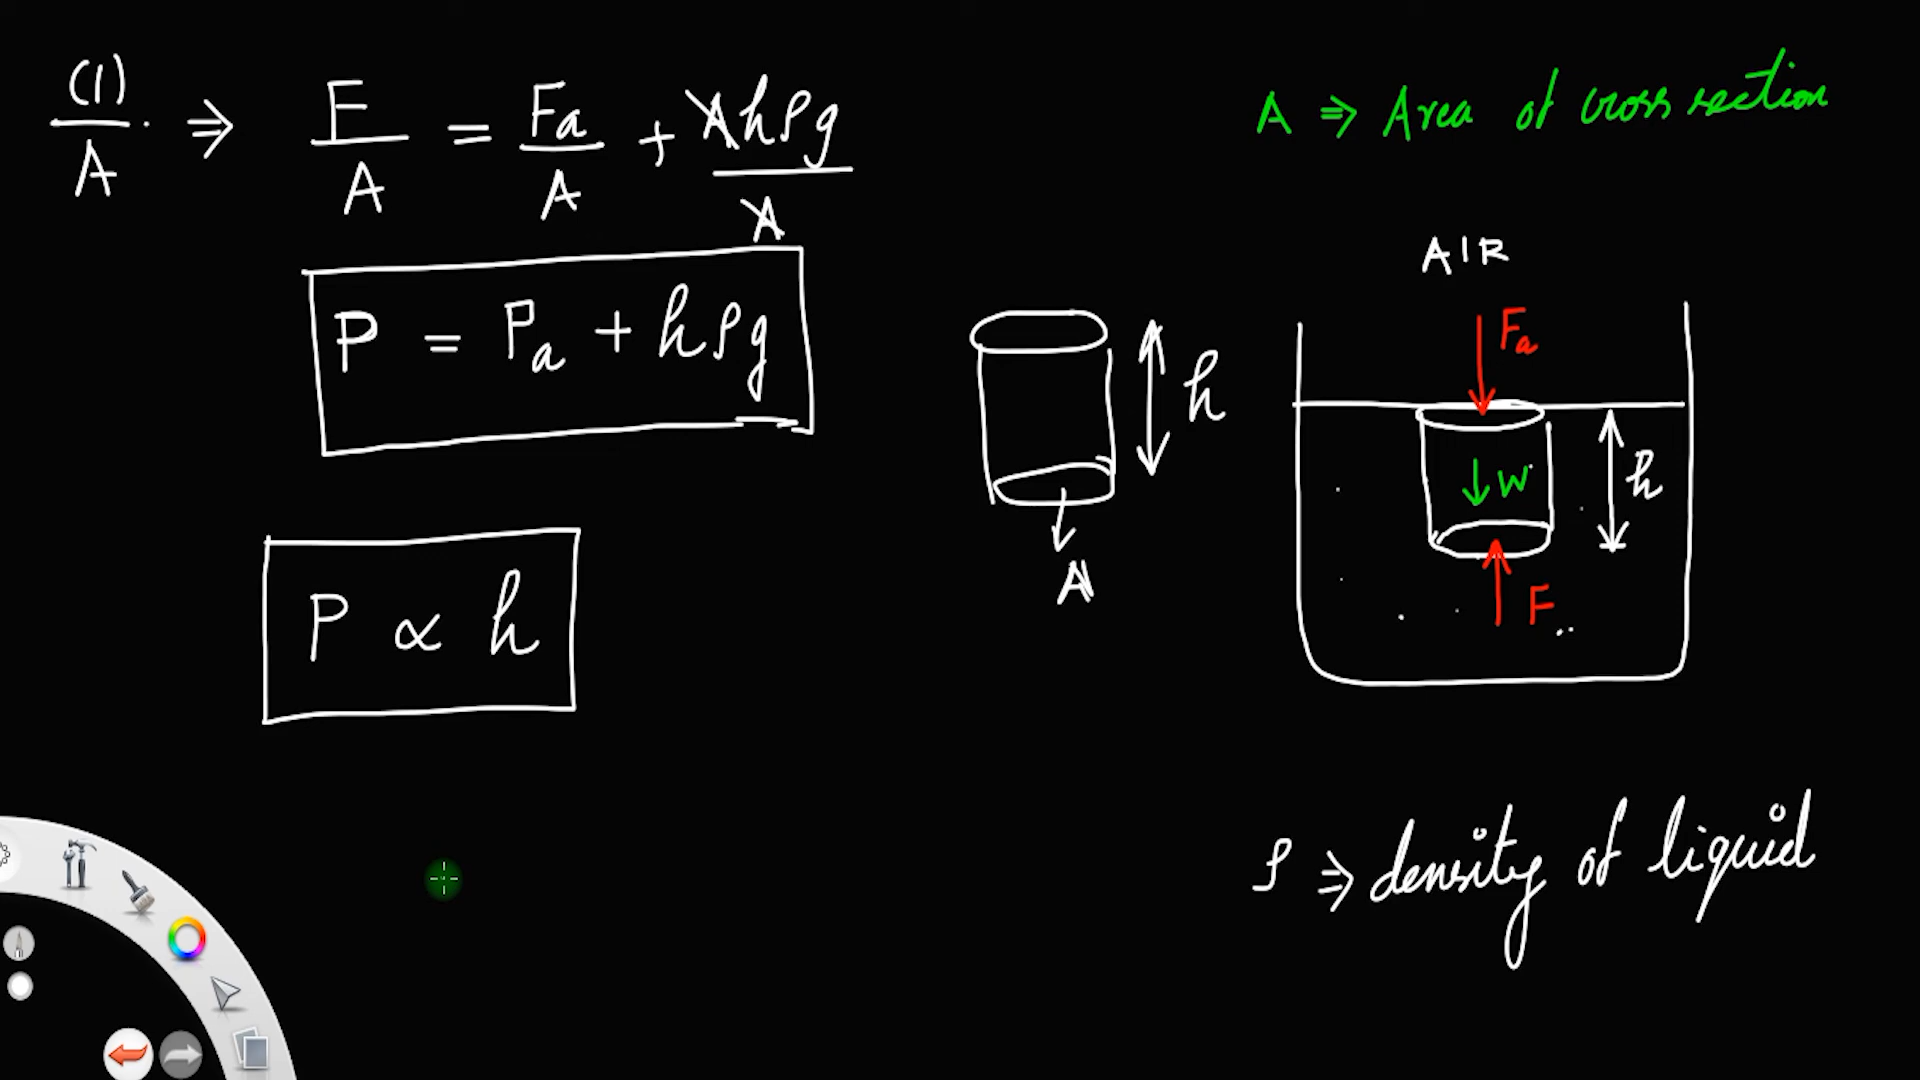 (1)/A ⇒ F/A = Fa/A + Ahρg/A
P = Pa + hρg
P ∝ h
A ⇒ Area of cross section
AIR
Fa
h
W
h
A
F
ρ ⇒ density of liquid